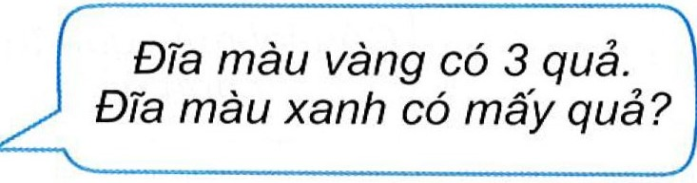 Đĩa màu vàng có 3 quả.
Đĩa màu xanh có mấy quả?